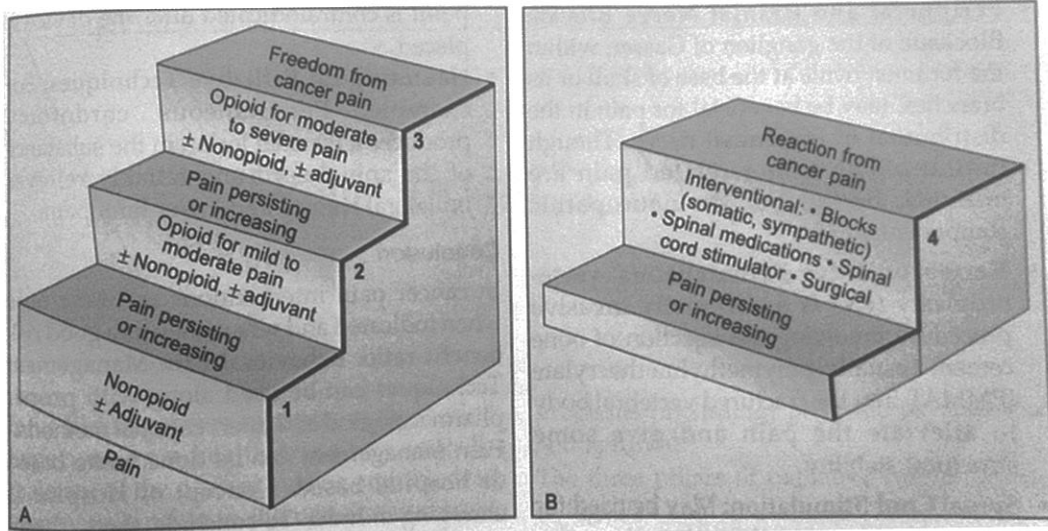 Freedom from
cancer pain
Opioid for moderate
to severe pain
± Nonopioid, ± adjuvant
3
Pain persisting
or increasing
Opioid for mild to
moderate pain
± Nonopioid, ± adjuvant
2
Pain persisting
or increasing
1
Nonopioid
± Adjuvant
Pain
A
Reaction from
cancer pain
Interventional: • Blocks
(somatic, sympathetic)
• Spinal medications • Spinal
cord stimulator • Surgical
4
Pain persisting
or increasing
B